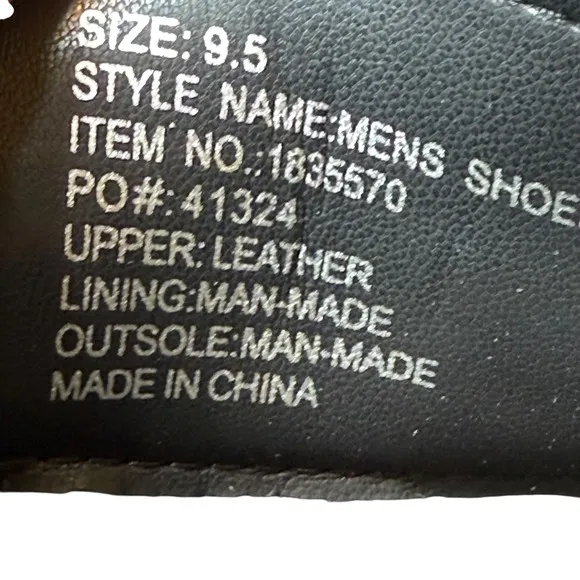 SIZE: 9.5
STYLE NAME:MENS SHOE
ITEM NO.:1835570
PO#:41324
UPPER: LEATHER
LINING:MAN-MADE
OUTSOLE:MAN-MADE
MADE IN CHINA